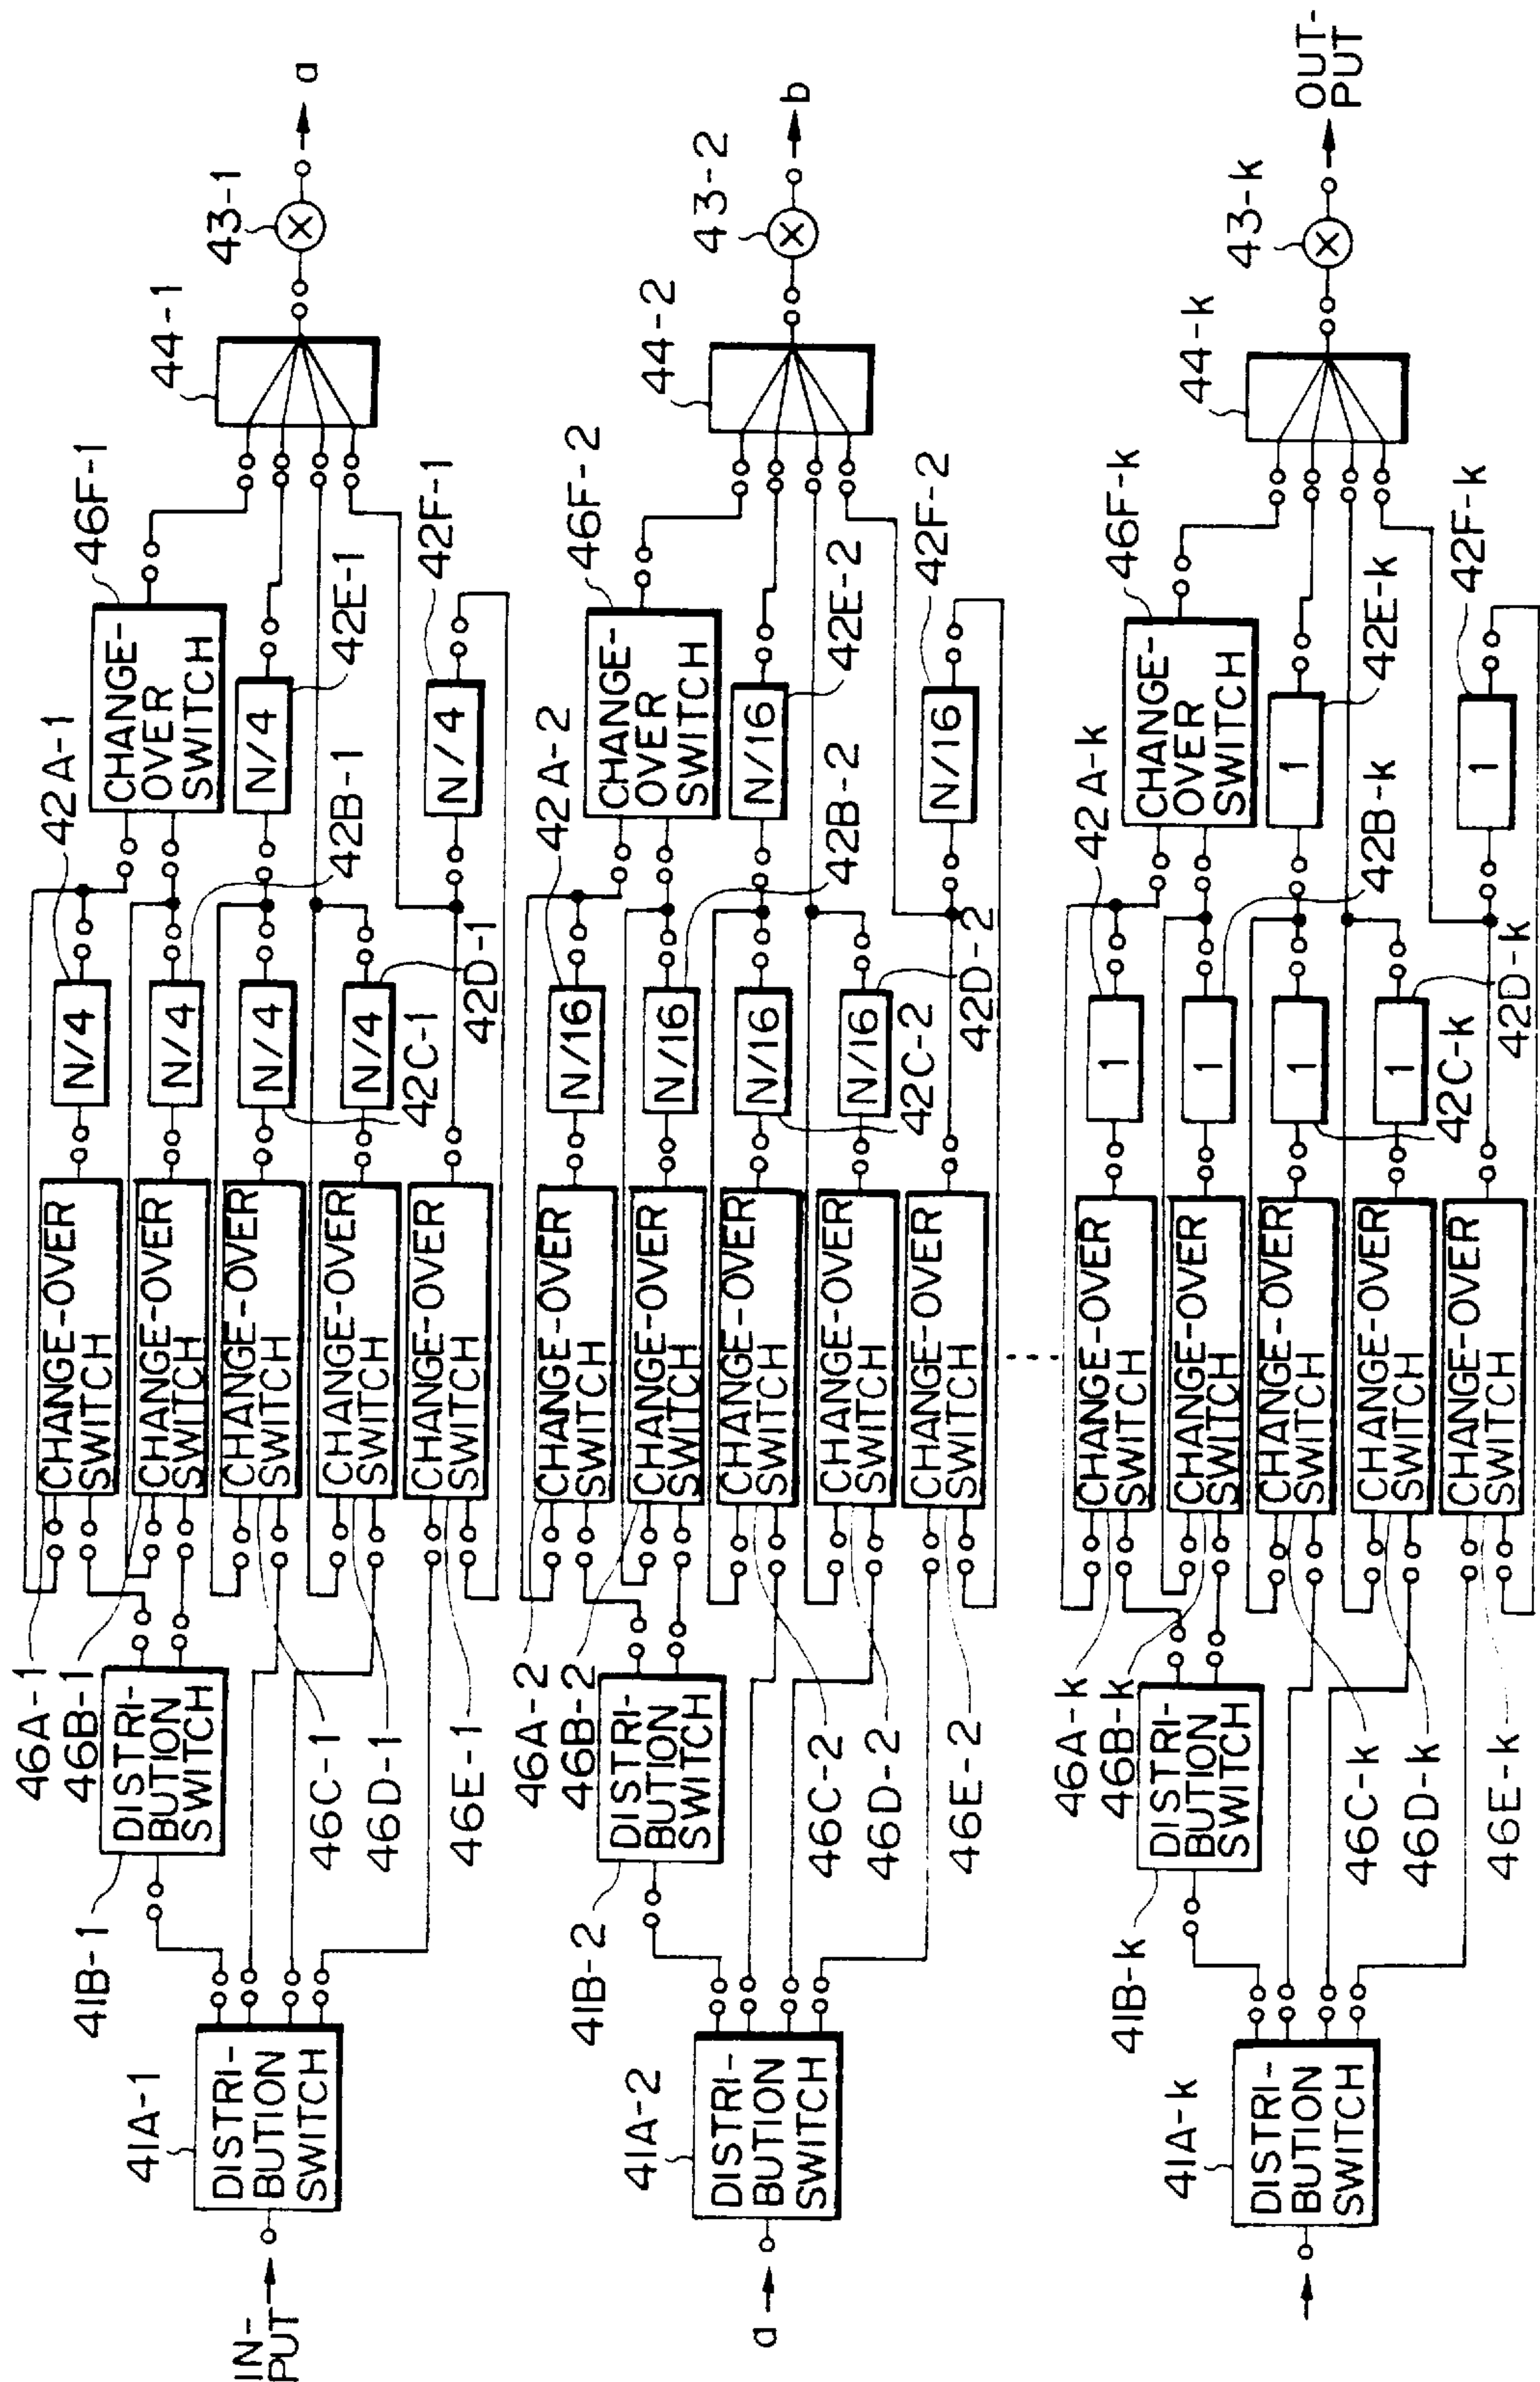 IN-
PUT
41A-1
DISTRI-
BUTION
SWITCH
41B-1
DISTRI-
BUTION
SWITCH
46A-1
46B-1
46C-1
46D-1
46E-1
CHANGE-OVER
SWITCH
CHANGE-OVER
SWITCH
CHANGE-OVER
SWITCH
CHANGE-OVER
SWITCH
CHANGE-OVER
SWITCH
N/4
N/4
N/4
N/4
42A-1
42B-1
42C-1
42D-1
CHANGE-
OVER
SWITCH
46F-1
N/4
42E-1
N/4
42F-1
44-1
43-1
a
a
41A-2
DISTRI-
BUTION
SWITCH
41B-2
DISTRI-
BUTION
SWITCH
46A-2
46B-2
46C-2
46D-2
46E-2
CHANGE-OVER
SWITCH
CHANGE-OVER
SWITCH
CHANGE-OVER
SWITCH
CHANGE-OVER
SWITCH
CHANGE-OVER
SWITCH
N/16
N/16
N/16
N/16
42A-2
42B-2
42C-2
42D-2
CHANGE-
OVER
SWITCH
46F-2
N/16
42E-2
N/16
42F-2
44-2
43-2
b
41A-k
DISTRI-
BUTION
SWITCH
41B-k
DISTRI-
BUTION
SWITCH
46A-k
46B-k
46C-k
46D-k
46E-k
CHANGE-OVER
SWITCH
CHANGE-OVER
SWITCH
CHANGE-OVER
SWITCH
CHANGE-OVER
SWITCH
CHANGE-OVER
SWITCH
1
1
1
1
42A-k
42B-k
42C-k
42D-k
CHANGE-
OVER
SWITCH
46F-k
1
42E-k
1
42F-k
44-k
43-k
OUT-
PUT